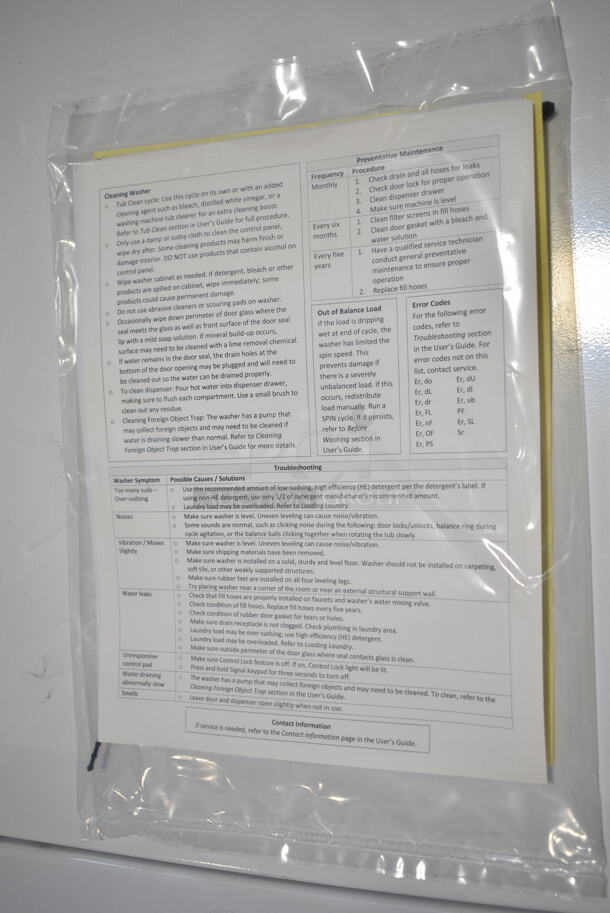 Cleaning Washer
o Tub Clean cycle: Use this cycle on its own or with an added
cleaning agent such as bleach, distilled white vinegar, or a
washing machine tub cleaner for an extra cleaning boost.
Refer to Tub Clean section in User's Guide for full procedure.
o Only use a damp or sudsy cloth to clean the control panel,
wipe dry after. Some cleaning products may harm finish or
damage interior. DO NOT use products that contain alcohol on
control panel.
o Wipe washer cabinet as needed. If detergent, bleach or other
products are spilled on cabinet, wipe immediately; some
products could cause permanent damage.
o Do not use abrasive cleaners or scouring pads on washer.
o Occasionally wipe down perimeter of door glass where the
seal meets the glass as well as front surface of the door seal
lip with a mild soap solution. If mineral build-up occurs,
surface may need to be cleaned with a lime removal chemical.
o If water remains in the door seal, the drain holes at the
bottom of the door opening may be plugged and will need to
be cleaned out so the water can be drained properly.
o To clean dispenser: Pour hot water into dispenser drawer,
making sure to flush each compartment. Use a small brush to
clean out any residue.
o Cleaning Foreign Object Trap: The washer has a pump that
may collect foreign objects and may need to be cleaned if
water is draining slower than normal. Refer to Cleaning
Foreign Object Trap section in User's Guide for more details.
Preventative Maintenance
Frequency Procedure
Monthly 1. Check drain and all hoses for leaks
2. Check door lock for proper operation
3. Clean dispenser drawer
4. Make sure machine is level
Every six 1. Clean filter screens in fill hoses
months 2. Clean door gasket with a bleach and
water solution
Every five 1. Have a qualified service technician
years conduct general preventative
maintenance to ensure proper
operation
2. Replace fill hoses
Out of Balance Load
If the load is dripping
wet at end of cycle, the
washer has limited the
spin speed. This
prevents damage if
there is a severely
unbalanced load. If this
occurs, redistribute
load manually. Run a
SPIN cycle. If it persists,
refer to Before
Washing section in
User's Guide.
Error Codes
For the following error
codes, refer to
Troubleshooting section
in the User's Guide. For
error codes not on this
list, contact service.
Er, do Er, dU
Er, dL Er, dl
Er, dr Er, ub
Er, FL PF
Er, nF Er, SL
Er, OF Sr
Er, PS
Troubleshooting
Washer Symptom Possible Causes / Solutions
Too many suds – o Use the recommended amount of low-sudsing, high efficiency (HE) detergent per the detergent's label. If
Over-sudsing using non-HE detergent, use only 1/2 of detergent manufacturer's recommended amount.
o Laundry load may be overloaded. Refer to Loading Laundry.
Noises o Make sure washer is level. Uneven leveling can cause noise/vibration.
o Some sounds are normal, such as clicking noise during the following: door locks/unlocks, balance ring during
cycle agitation, or the balance balls clicking together when rotating the tub slowly.
Vibration / Moves o Make sure washer is level. Uneven leveling can cause noise/vibration.
Slightly o Make sure shipping materials have been removed.
o Make sure washer is installed on a solid, sturdy and level floor. Washer should not be installed on carpeting,
soft tile, or other weakly supported structures.
o Make sure rubber feet are installed on all four leveling legs.
o Try placing washer near a corner of the room or near an external structural support wall.
Water leaks o Check that fill hoses are properly installed on faucets and washer's water mixing valve.
o Check condition of fill hoses. Replace fill hoses every five years.
o Check condition of rubber door gasket for tears or holes.
o Make sure drain receptacle is not clogged. Check plumbing in laundry area.
o Laundry load may be over-sudsing; use high efficiency (HE) detergent.
o Laundry load may be overloaded. Refer to Loading Laundry.
o Make sure outside perimeter of the door glass where seal contacts glass is clean.
Unresponsive o Make sure Control Lock feature is off. If on, Control Lock light will be lit.
control pad o Press and hold Signal Keypad for three seconds to turn off.
Water draining o The washer has a pump that may collect foreign objects and may need to be cleaned. To clean, refer to the
abnormally slow Cleaning Foreign Object Trap section in the User's Guide.
Smells o Leave door and dispenser open slightly when not in use.
Contact Information
If service is needed, refer to the Contact Information page in the User's Guide.